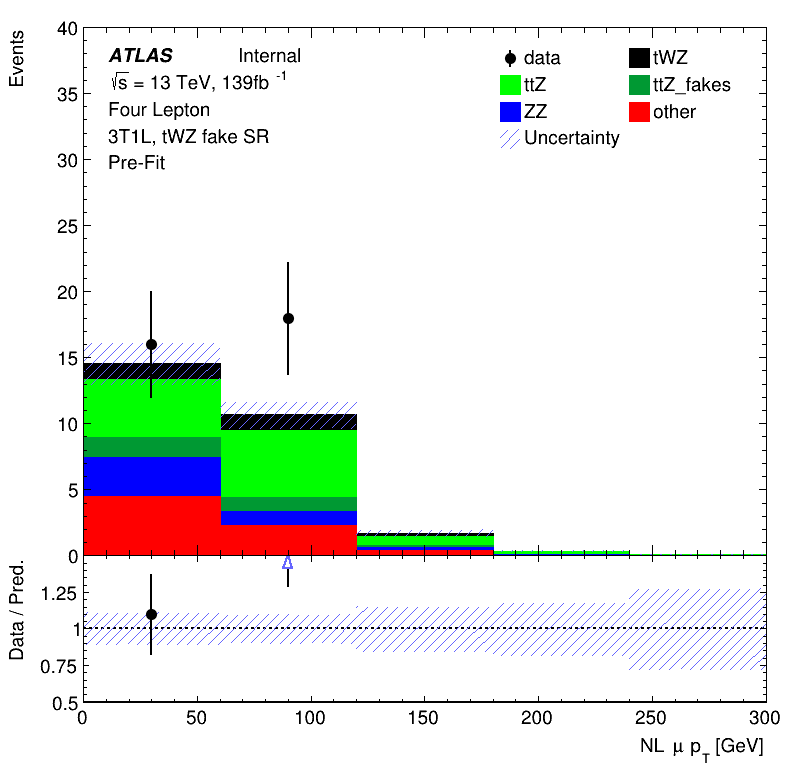 Events
40
35
30
25
20
15
10
5
0
ATLAS Internal
√s = 13 TeV, 139fb -1
Four Lepton
3T1L, tWZ fake SR
Pre-Fit
data tWZ
ttZ ttZ_fakes
ZZ other
Uncertainty
Data / Pred.
1.25
1
0.75
0.5
0 50 100 150 200 250 300
NL μ pT [GeV]